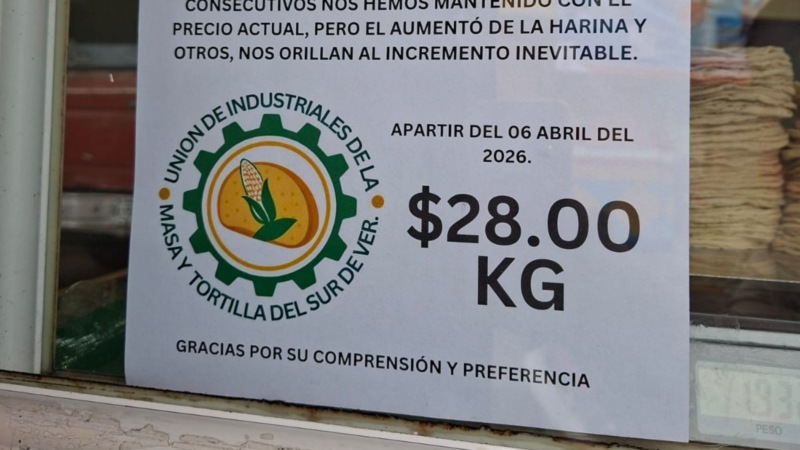 CONSECUTIVOS NOS HEMOS MANTENIDO CON EL
PRECIO ACTUAL, PERO EL AUMENTÓ DE LA HARINA Y
OTROS, NOS ORILLAN AL INCREMENTO INEVITABLE.
UNION DE INDUSTRIALES DE LA
MASA Y TORTILLA DEL SUR DE VER.
APARTIR DEL 06 ABRIL DEL
2026.
$28.00
KG
GRACIAS POR SU COMPRENSIÓN Y PREFERENCIA
PESO